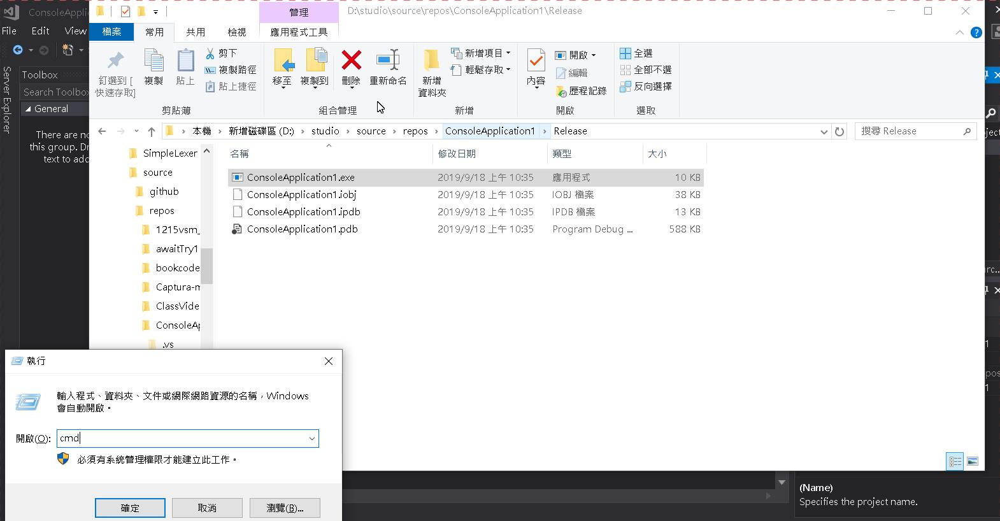 ConsoleApplic
File Edit View
管理
D:\studio\source\repos\ConsoleApplication1\Release
檔案
常用
共用
檢視
應用程式工具
釘選到 [
快速存取]
複製
貼上
剪下
複製路徑
貼上捷徑
剪貼簿
移至
複製到
刪除
重新命名
組合管理
新增
資料夾
新增項目
輕鬆存取
新增
內容
開啟
編輯
歷程記錄
開啟
全選
全部不選
反向選擇
選取
Server Explorer
Toolbox
Search Toolbo
General
There are no
this group. Dr
text to add
本機 › 新增磁碟區 (D:) › studio › source › repos › ConsoleApplication1 › Release
搜尋 Release
SimpleLexer
source
github
repos
1215vsm_
awaitTry1
bookcode
Captura-m
ClassVide
ConsoleAp
.vs
名稱 修改日期 類型 大小
ConsoleApplication1.exe 2019/9/18 上午 10:35 應用程式 10 KB
ConsoleApplication1.iobj 2019/9/18 上午 10:35 IOBJ 檔案 38 KB
ConsoleApplication1.ipdb 2019/9/18 上午 10:35 IPDB 檔案 13 KB
ConsoleApplication1.pdb 2019/9/18 上午 10:35 Program Debug ... 588 KB
執行
輸入程式、資料夾、文件或網際網路資源的名稱，Windows
會自動開啟。
開啟(O): cmd
必須有系統管理權限才能建立此工作。
確定
取消
瀏覽(B)...
(Name)
Specifies the project name.